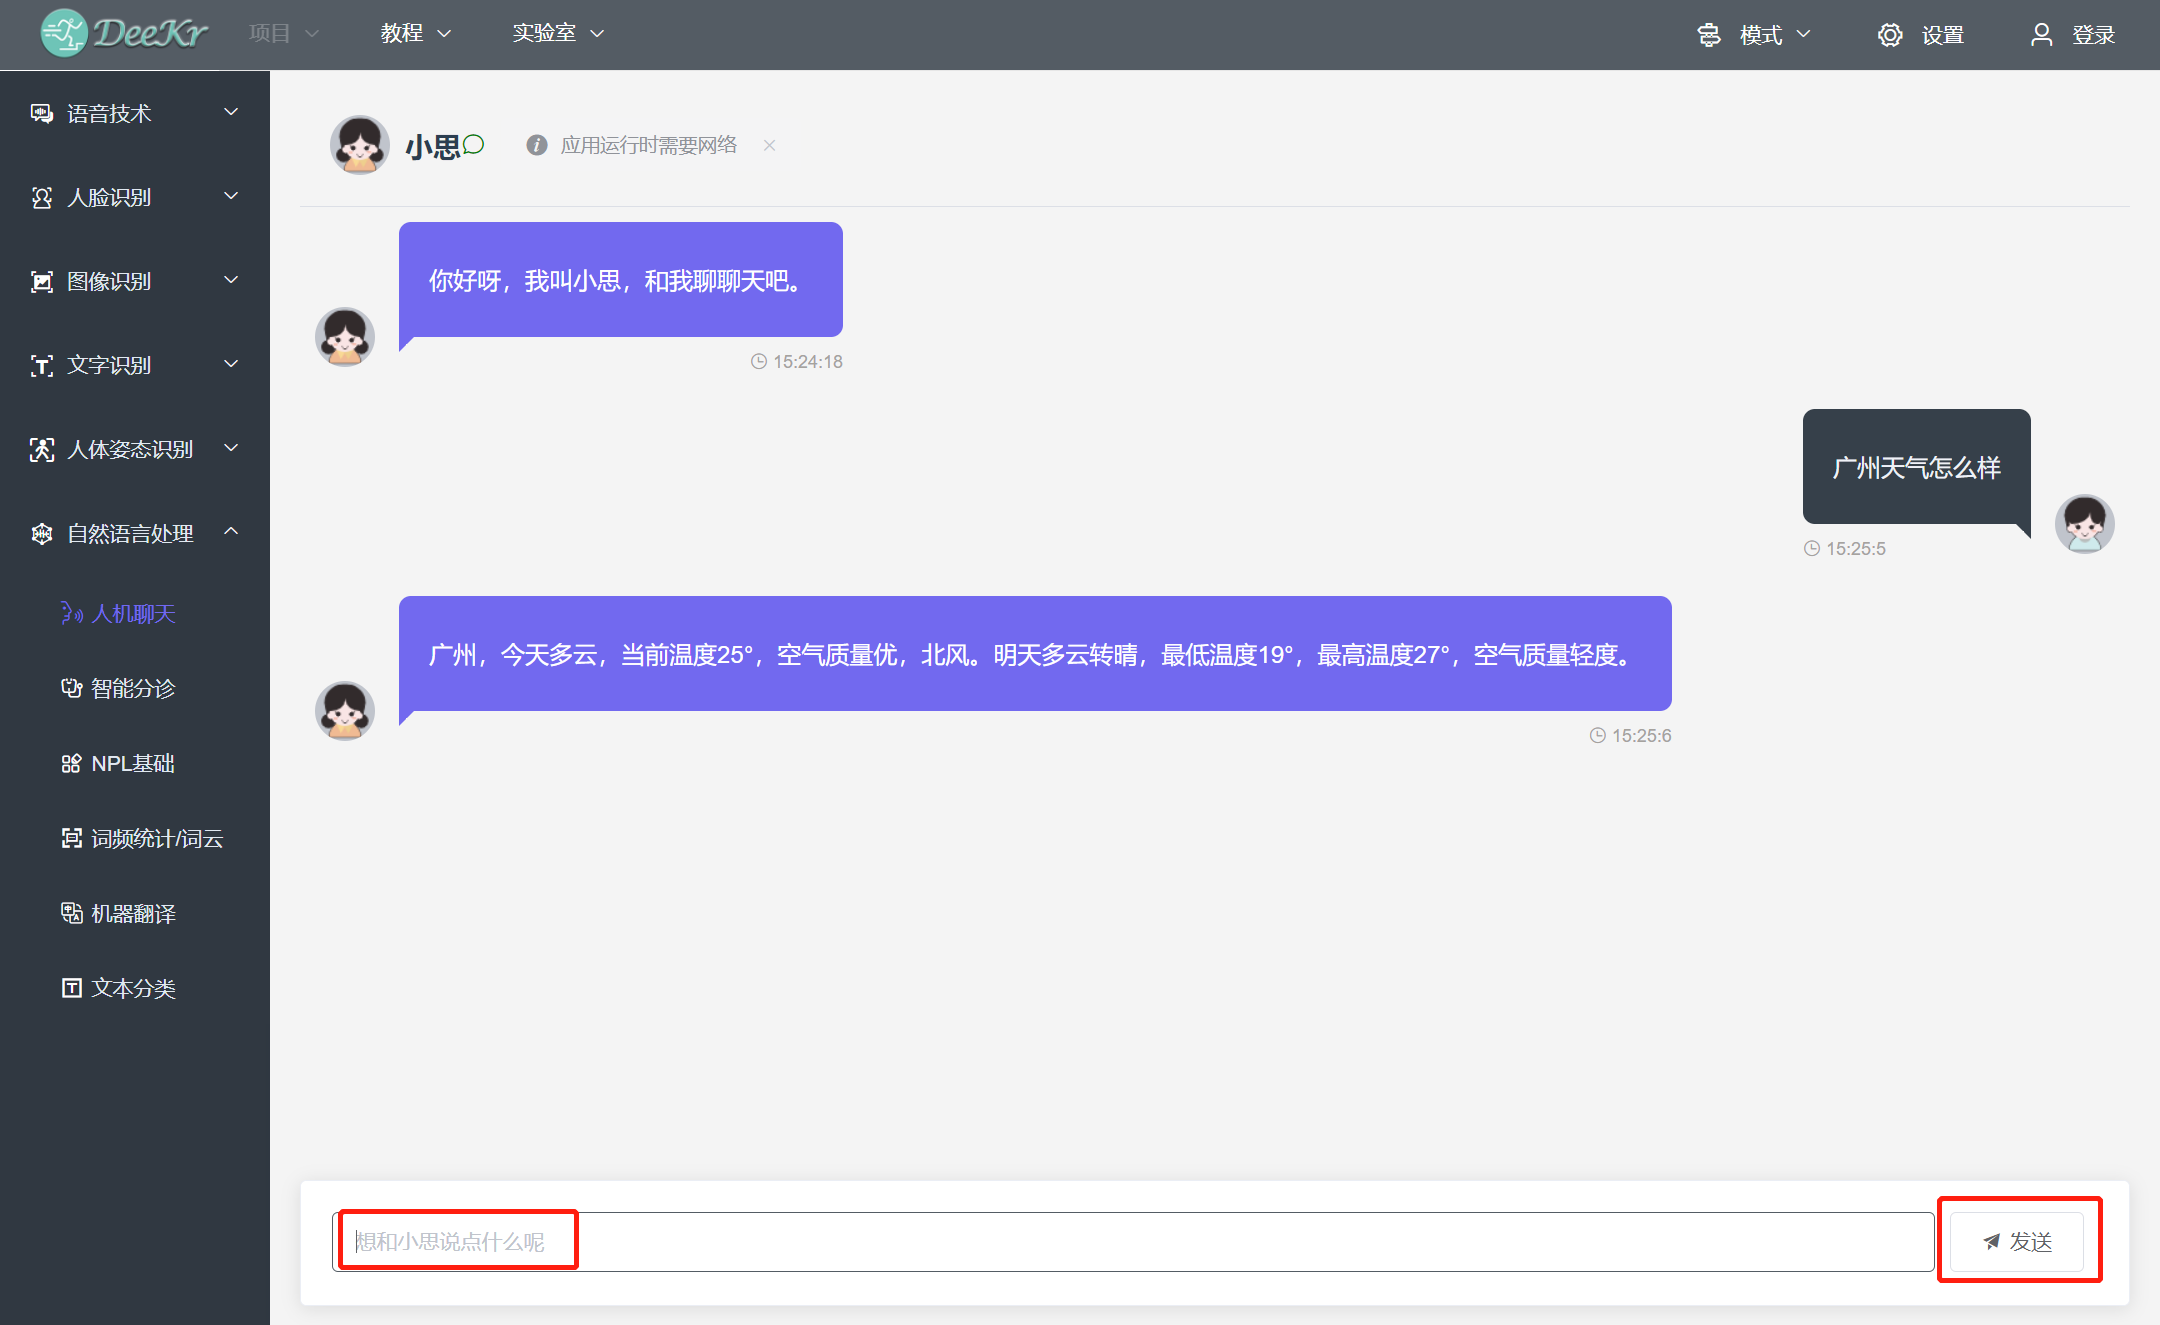 DeeKr
项目
教程
实验室
模式
设置
登录
语音技术
人脸识别
图像识别
文字识别
人体姿态识别
自然语言处理
人机聊天
智能分诊
NPL基础
词频统计/词云
机器翻译
文本分类
小思
应用运行时需要网络
你好呀，我叫小思，和我聊聊天吧。
15:24:18
广州天气怎么样
15:25:5
广州，今天多云，当前温度25°，空气质量优，北风。明天多云转晴，最低温度19°，最高温度27°，空气质量轻度。
15:25:6
想和小思说点什么呢
发送